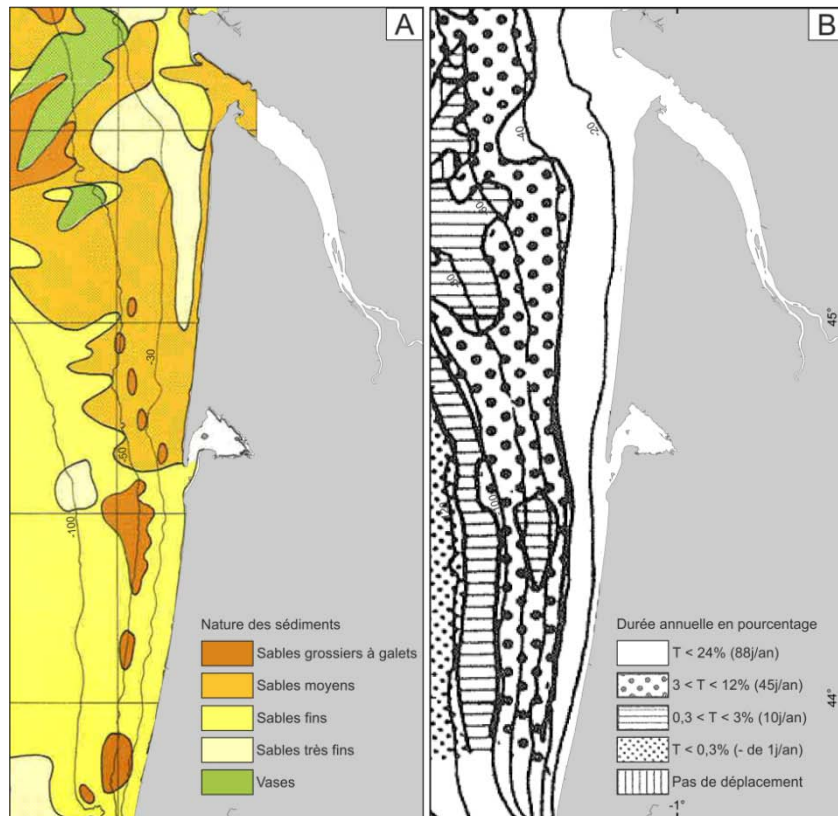 A
-30
-50
-100
Nature des sédiments
Sables grossiers à galets
Sables moyens
Sables fins
Sables très fins
Vases
B
-40
-20
45°
44°
-1°
Durée annuelle en pourcentage
T < 24% (88j/an)
3 < T < 12% (45j/an)
0,3 < T < 3% (10j/an)
T < 0,3% (- de 1j/an)
Pas de déplacement